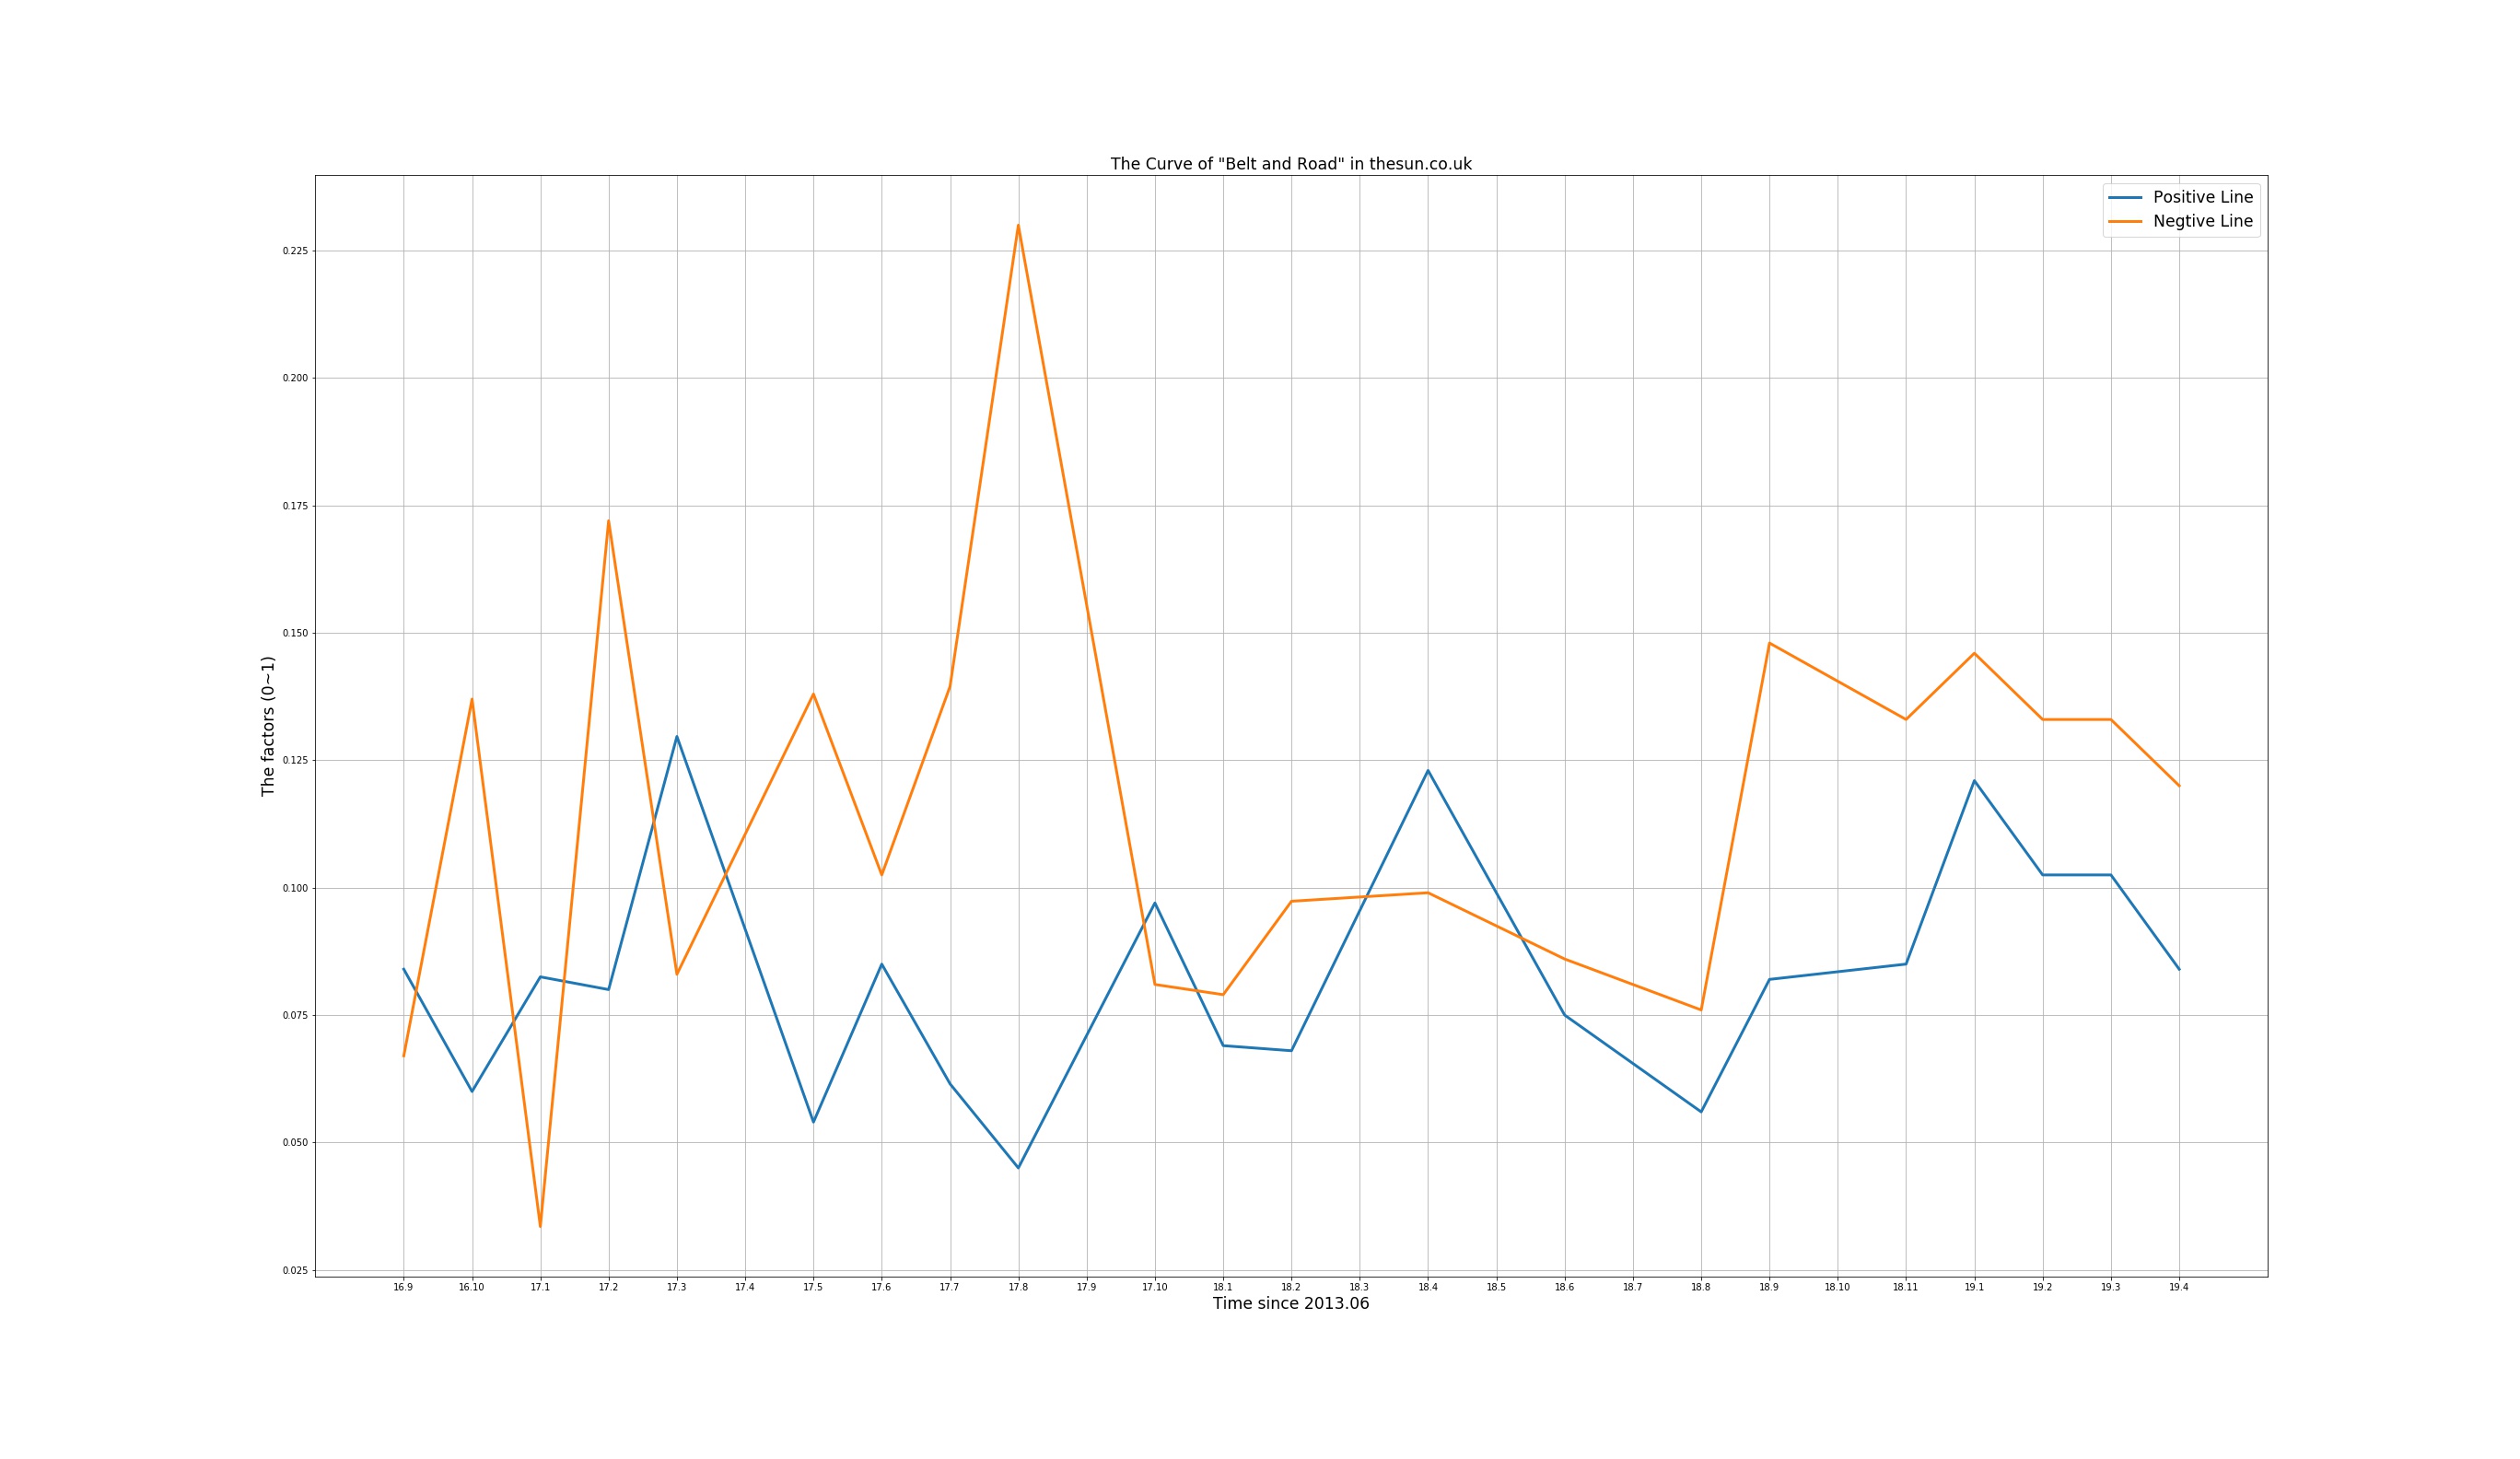 The Curve of "Belt and Road" in thesun.co.uk
Positive Line
Negtive Line
0.225
0.200
0.175
0.150
0.125
0.100
0.075
0.050
0.025
The factors (0~1)
16.9 16.10 17.1 17.2 17.3 17.4 17.5 17.6 17.7 17.8 17.9 17.10 18.1 18.2 18.3 18.4 18.5 18.6 18.7 18.8 18.9 18.10 18.11 19.1 19.2 19.3 19.4
Time since 2013.06